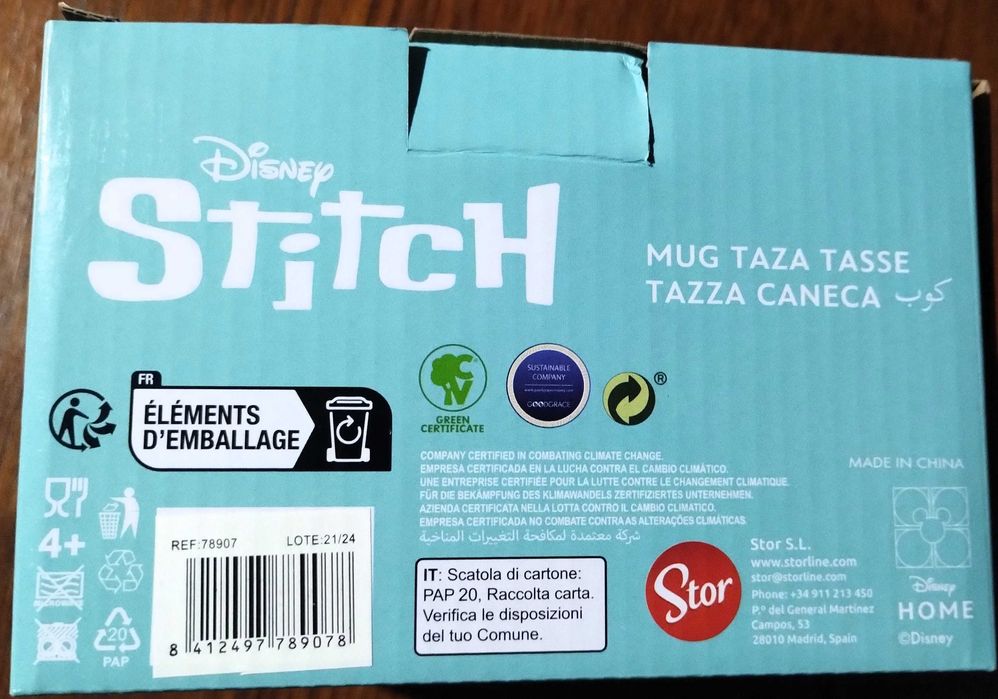 Disney
Stitch
MUG TAZA TASSE
TAZZA CANECA كوب
FR
ÉLÉMENTS
D'EMBALLAGE
CV
GREEN
CERTIFICATE
SUSTAINABLE
COMPANY
GOODGRACE
®
COMPANY CERTIFIED IN COMBATING CLIMATE CHANGE.
EMPRESA CERTIFICADA EN LA LUCHA CONTRA EL CAMBIO CLIMÁTICO.
UNE ENTREPRISE CERTIFIÉE POUR LA LUTTE CONTRE LE CHANGEMENT CLIMATIQUE.
FÜR DIE BEKÄMPFUNG DES KLIMAWANDELS ZERTIFIZIERTES UNTERNEHMEN.
AZIENDA CERTIFICATA NELLA LOTTA CONTRO IL CAMBIO CLIMATICO.
EMPRESA CERTIFICADA NO COMBATE CONTRA AS ALTERAÇÕES CLIMÁTICAS.
شركة معتمدة لمكافحة التغييرات المناخية
4+
MICROWAVE
20
PAP
REF:78907 LOTE:21/24
8 412497 789078
IT: Scatola di cartone:
PAP 20, Raccolta carta.
Verifica le disposizioni
del tuo Comune.
Stor
Stor S.L.
www.storline.com
stor@storline.com
Phone: +34 911 213 450
P.º del General Martínez
Campos, 53
28010 Madrid, Spain
MADE IN CHINA
Disney
HOME
©Disney